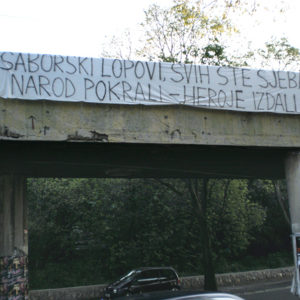 SABORSKI LOPOVI, SVIH STE SJEB
NAROD POKRALI - HEROJE IZDALI